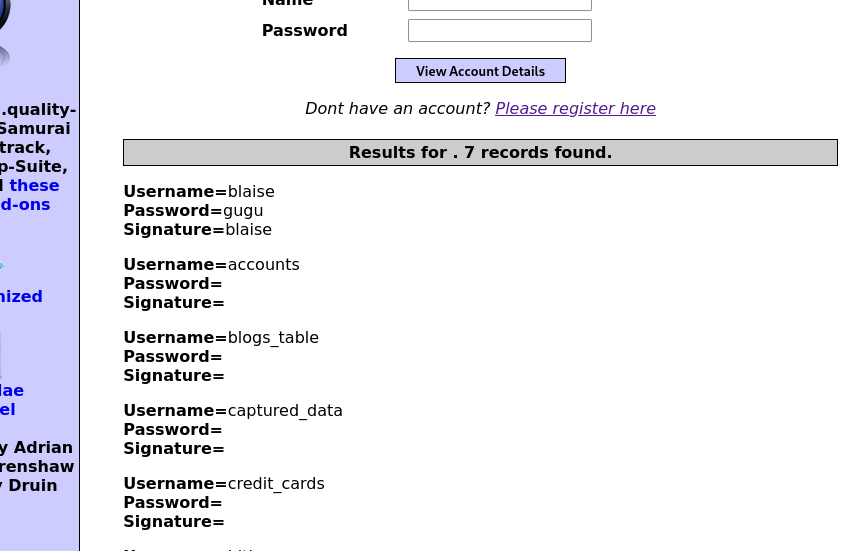 Name
Password
View Account Details
Dont have an account? Please register here
.quality-
Samurai
track,
p-Suite,
these
d-ons
nized
lae
el
y Adrian
renshaw
y Druin
Results for . 7 records found.
Username=blaise
Password=gugu
Signature=blaise
Username=accounts
Password=
Signature=
Username=blogs_table
Password=
Signature=
Username=captured_data
Password=
Signature=
Username=credit_cards
Password=
Signature=